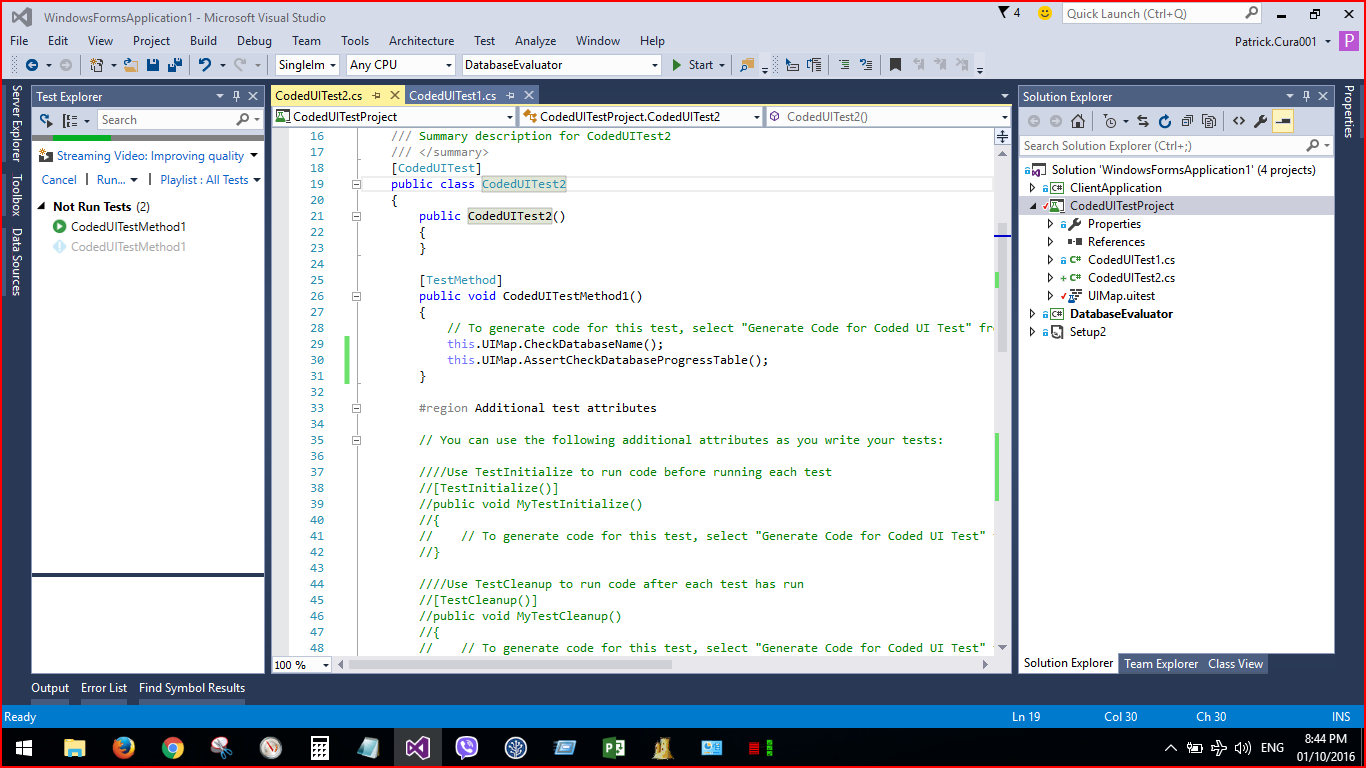 WindowsFormsApplication1 - Microsoft Visual Studio
4
Quick Launch (Ctrl+Q)
File Edit View Project Build Debug Team Tools Architecture Test Analyze Window Help
Patrick.Cura001 P
SingleIm Any CPU DatabaseEvaluator Start
Server Explorer
Toolbox
Data Sources
Test Explorer
Search
Streaming Video: Improving quality
Cancel | Run... | Playlist : All Tests
Not Run Tests (2)
CodedUITestMethod1
CodedUITestMethod1
CodedUITest2.cs CodedUITest1.cs
CodedUITestProject CodedUITestProject.CodedUITest2 CodedUITest2()
16 /// Summary description for CodedUITest2
17 /// </summary>
18 [CodedUITest]
19 public class CodedUITest2
20 {
21 public CodedUITest2()
22 {
23 }
24
25 [TestMethod]
26 public void CodedUITestMethod1()
27 {
28 // To generate code for this test, select "Generate Code for Coded UI Test" fr
29 this.UIMap.CheckDatabaseName();
30 this.UIMap.AssertCheckDatabaseProgressTable();
31 }
32
33 #region Additional test attributes
34
35 // You can use the following additional attributes as you write your tests:
36
37 ////Use TestInitialize to run code before running each test
38 //[TestInitialize()]
39 //public void MyTestInitialize()
40 //{
41 // // To generate code for this test, select "Generate Code for Coded UI Test"
42 //}
43
44 ////Use TestCleanup to run code after each test has run
45 //[TestCleanup()]
46 //public void MyTestCleanup()
47 //{
48 // // To generate code for this test, select "Generate Code for Coded UI Test"
100 %
Solution Explorer
Search Solution Explorer (Ctrl+;)
Solution 'WindowsFormsApplication1' (4 projects)
ClientApplication
CodedUITestProject
Properties
References
CodedUITest1.cs
CodedUITest2.cs
UIMap.uitest
DatabaseEvaluator
Setup2
Solution Explorer Team Explorer Class View
Properties
Output Error List Find Symbol Results
Ready Ln 19 Col 30 Ch 30 INS
ENG
8:44 PM
01/10/2016